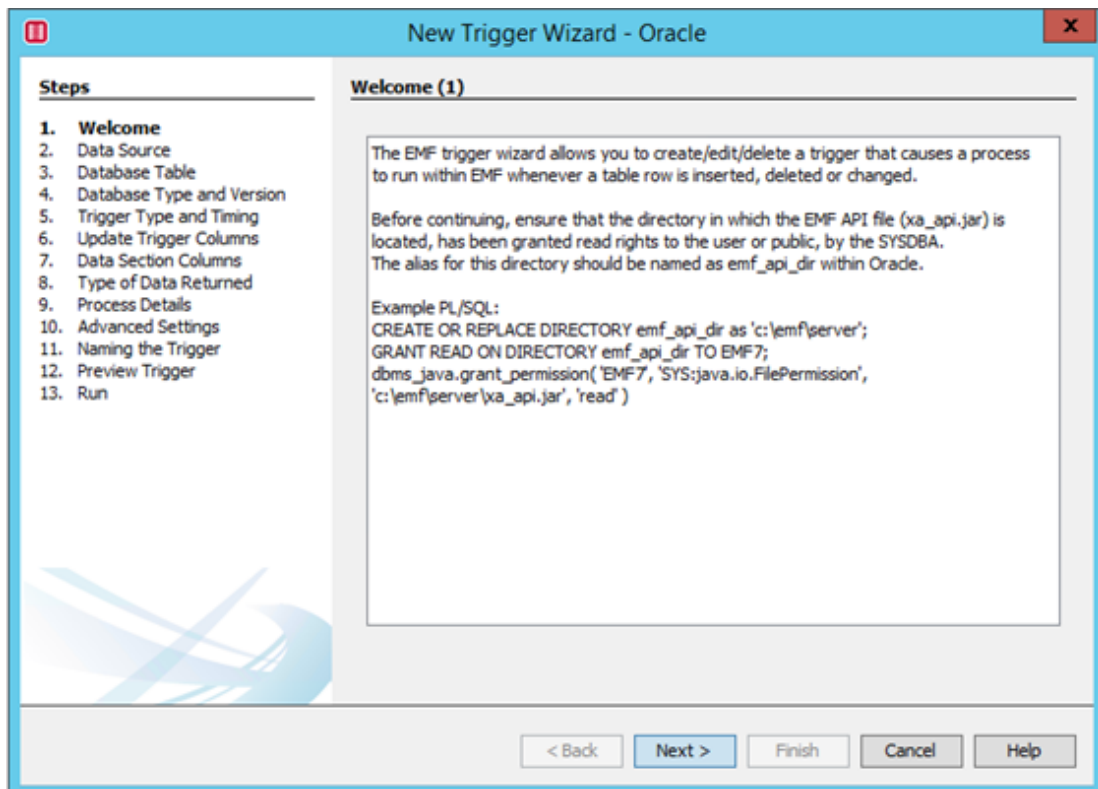 New Trigger Wizard - Oracle
x
Steps
1. Welcome
2. Data Source
3. Database Table
4. Database Type and Version
5. Trigger Type and Timing
6. Update Trigger Columns
7. Data Section Columns
8. Type of Data Returned
9. Process Details
10. Advanced Settings
11. Naming the Trigger
12. Preview Trigger
13. Run
Welcome (1)
The EMF trigger wizard allows you to create/edit/delete a trigger that causes a process
to run within EMF whenever a table row is inserted, deleted or changed.
Before continuing, ensure that the directory in which the EMF API file (xa_api.jar) is
located, has been granted read rights to the user or public, by the SYSDBA.
The alias for this directory should be named as emf_api_dir within Oracle.
Example PL/SQL:
CREATE OR REPLACE DIRECTORY emf_api_dir as 'c:\emf\server';
GRANT READ ON DIRECTORY emf_api_dir TO EMF7;
dbms_java.grant_permission( 'EMF7', 'SYS:java.io.FilePermission',
'c:\emf\server\xa_api.jar', 'read' )
< Back
Next >
Finish
Cancel
Help